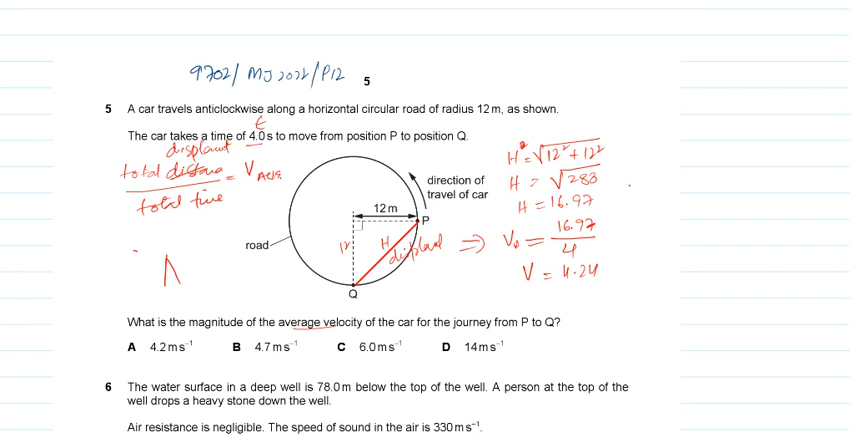 9702/ MJ 2022/P12
5
5 A car travels anticlockwise along a horizontal circular road of radius 12 m, as shown.
t
The car takes a time of 4.0 s to move from position P to position Q.
total distance
total time
= V AVG.
12 m
direction of
travel of car
P
road
12
H
Q
H² = √12² + 12²
H = √288
H = 16.97
⇒ V = 16.97
4
V = 4.24
A
What is the magnitude of the average velocity of the car for the journey from P to Q?
A 4.2 m s⁻¹ B 4.7 m s⁻¹ C 6.0 m s⁻¹ D 14 m s⁻¹
6 The water surface in a deep well is 78.0 m below the top of the well. A person at the top of the
well drops a heavy stone down the well.
Air resistance is negligible. The speed of sound in the air is 330 m s⁻¹.